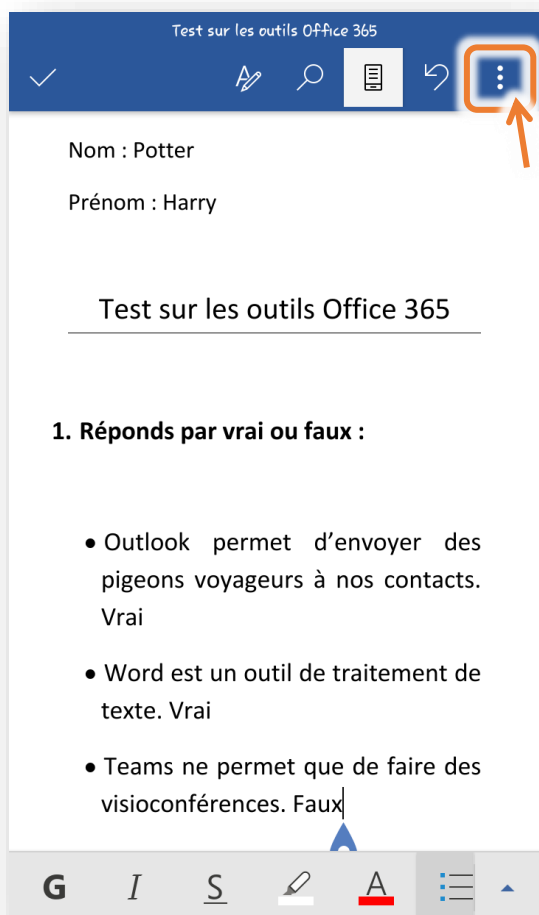 Test sur les outils Office 365
Nom : Potter
Prénom : Harry
Test sur les outils Office 365
1. Réponds par vrai ou faux :
• Outlook permet d’envoyer des
pigeons voyageurs à nos contacts.
Vrai
• Word est un outil de traitement de
texte. Vrai
• Teams ne permet que de faire des
visioconférences. Faux
G I S A